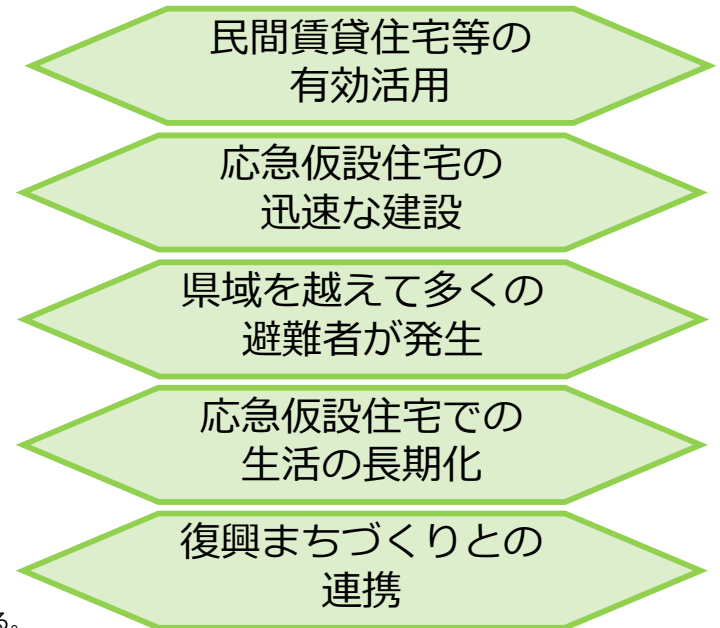 民間賃貸住宅等の
有効活用
応急仮設住宅の
迅速な建設
県域を越えて多くの
避難者が発生
応急仮設住宅での
生活の長期化
復興まちづくりとの
連携
る。